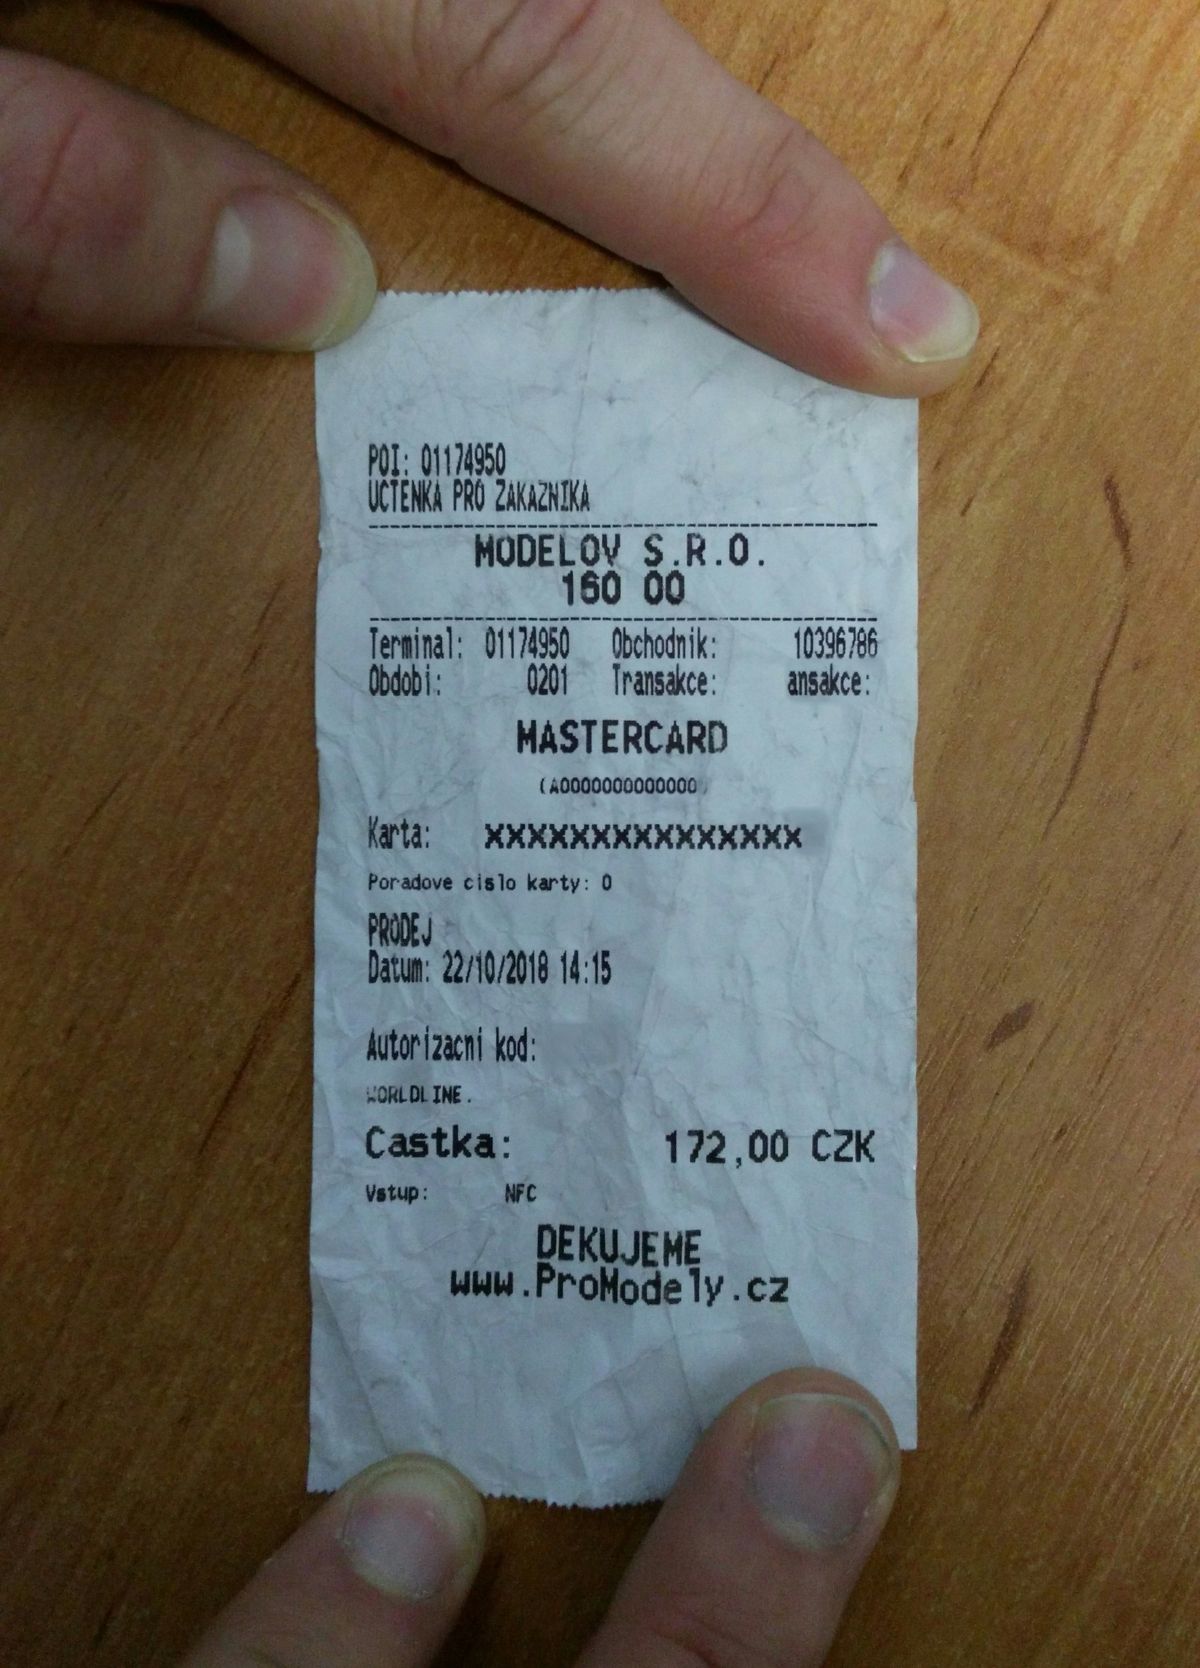 POI: 01174950
UCTENKA PRO ZAKAZNIKA
MODELOV S.R.O.
160 00
Terminal: 01174950 Obchodnik: 10396786
Obdobi: 0201 Transakce: ansakce:
MASTERCARD
(A0000000000000)
Karta: XXXXXXXXXXXXXXX
Poradove cislo karty: 0
PRODEJ
Datum: 22/10/2018 14:15
Autorizacni kod:
WORLDLINE.
Castka: 172,00 CZK
Vstup: NFC
DEKUJEME
www.ProModely.cz